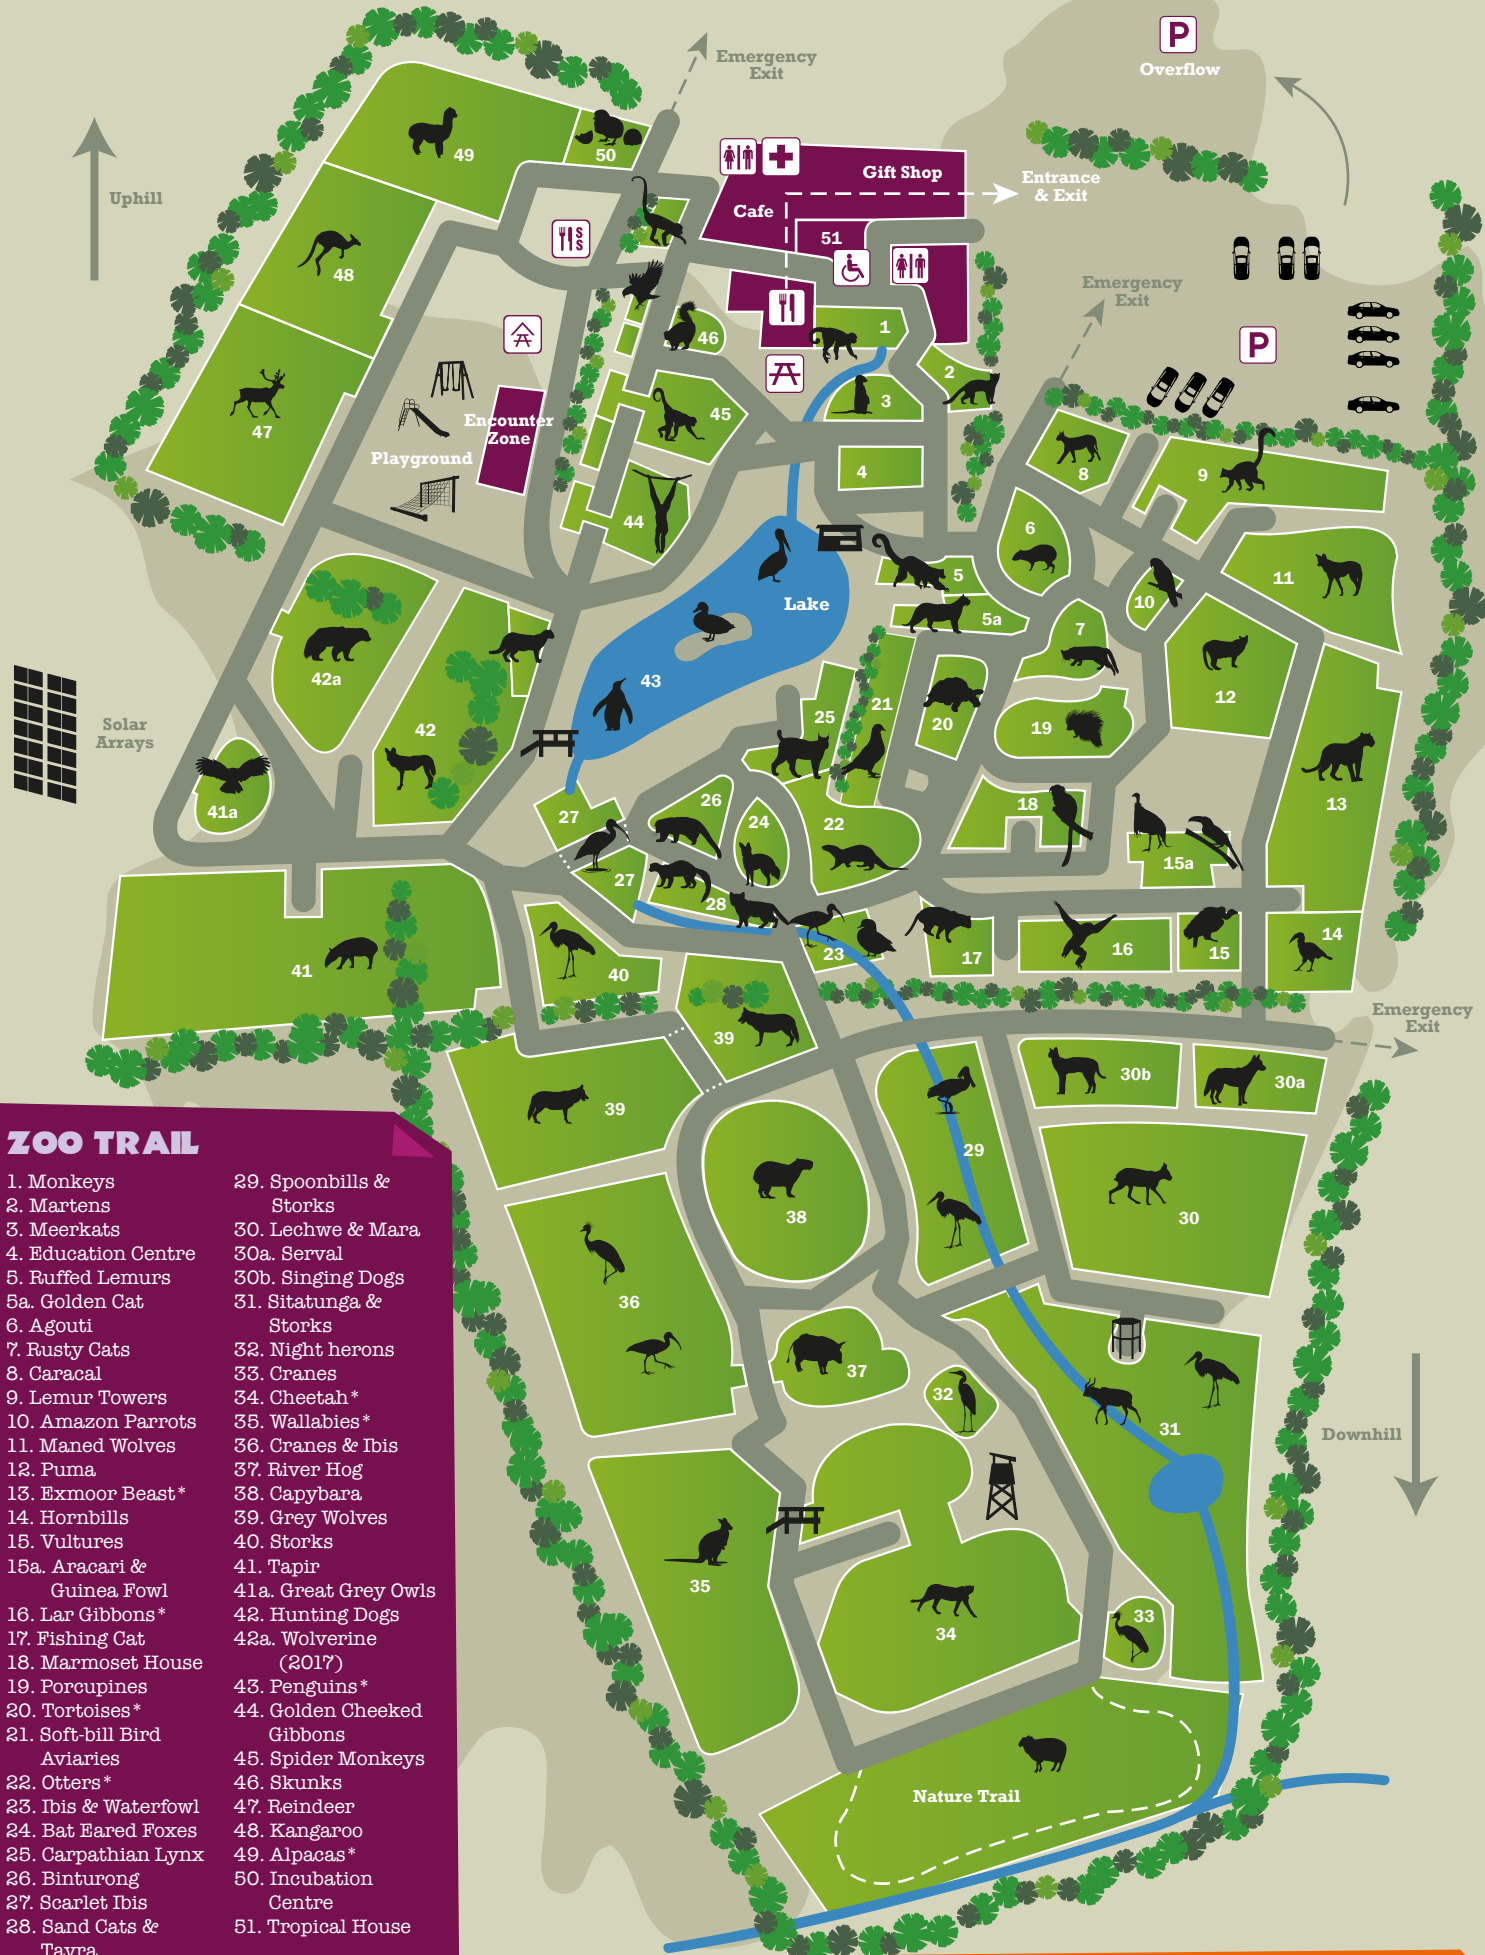 Emergency
Exit
P
Overflow
Uphill
49
50
Gift Shop
Cafe
Entrance
& Exit
51
48
Emergency
Exit
P
46
1
2
3
47
45
Encounter
Zone
Playground
4
8
9
44
6
5
11
Lake
5a
10
7
42a
43
12
Solar
Arrays
42
25
21
20
19
41a
27
26
24
22
18
13
15a
27
28
41
40
23
17
16
15
14
39
Emergency
Exit
39
30b
30a
29
38
30
36
37
32
31
Downhill
35
34
33
Nature Trail
ZOO TRAIL
1. Monkeys
2. Martens
3. Meerkats
4. Education Centre
5. Ruffed Lemurs
5a. Golden Cat
6. Agouti
7. Rusty Cats
8. Caracal
9. Lemur Towers
10. Amazon Parrots
11. Maned Wolves
12. Puma
13. Exmoor Beast*
14. Hornbills
15. Vultures
15a. Aracari &
Guinea Fowl
16. Lar Gibbons*
17. Fishing Cat
18. Marmoset House
19. Porcupines
20. Tortoises*
21. Soft-bill Bird
Aviaries
22. Otters*
23. Ibis & Waterfowl
24. Bat Eared Foxes
25. Carpathian Lynx
26. Binturong
27. Scarlet Ibis
28. Sand Cats &
Tayra
29. Spoonbills &
Storks
30. Lechwe & Mara
30a. Serval
30b. Singing Dogs
31. Sitatunga &
Storks
32. Night herons
33. Cranes
34. Cheetah*
35. Wallabies*
36. Cranes & Ibis
37. River Hog
38. Capybara
39. Grey Wolves
40. Storks
41. Tapir
41a. Great Grey Owls
42. Hunting Dogs
42a. Wolverine
(2017)
43. Penguins*
44. Golden Cheeked
Gibbons
45. Spider Monkeys
46. Skunks
47. Reindeer
48. Kangaroo
49. Alpacas*
50. Incubation
Centre
51. Tropical House